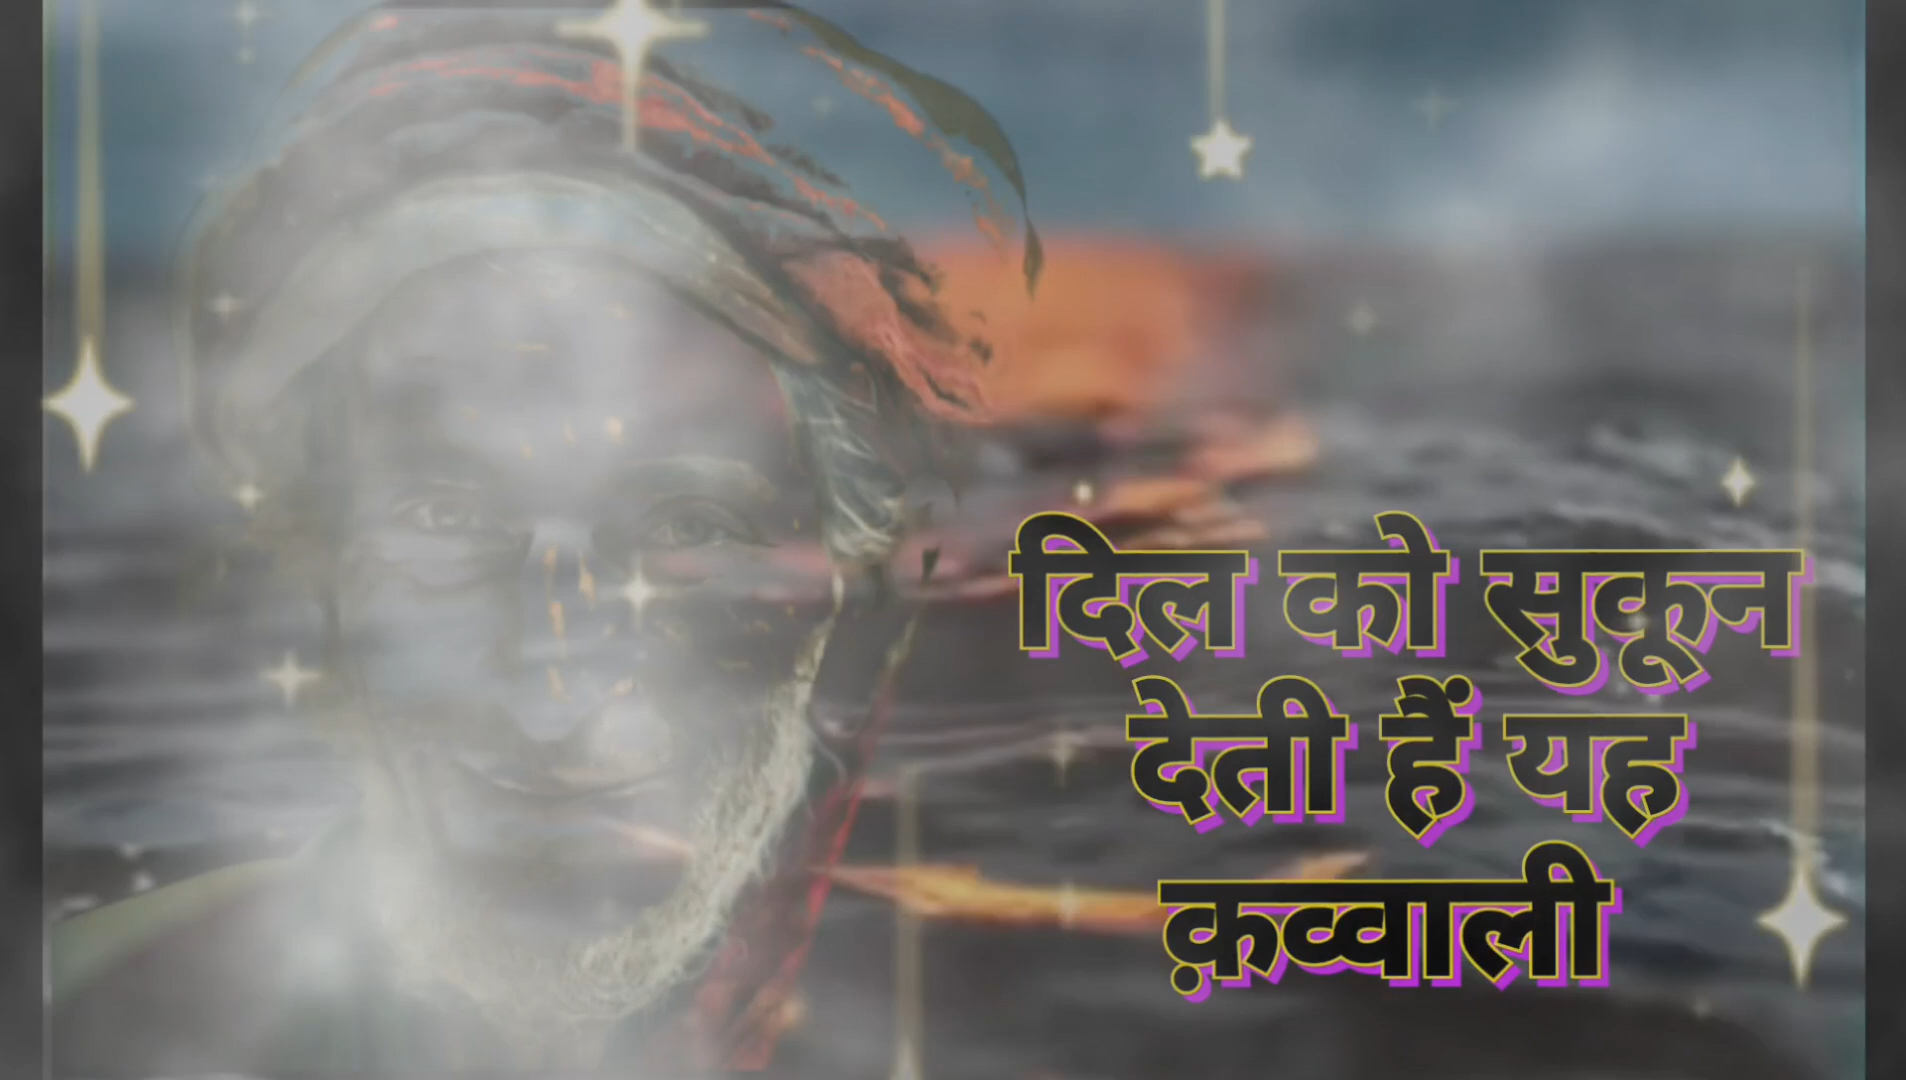 दिल को सुकून
देती हैं यह
क़व्वाली